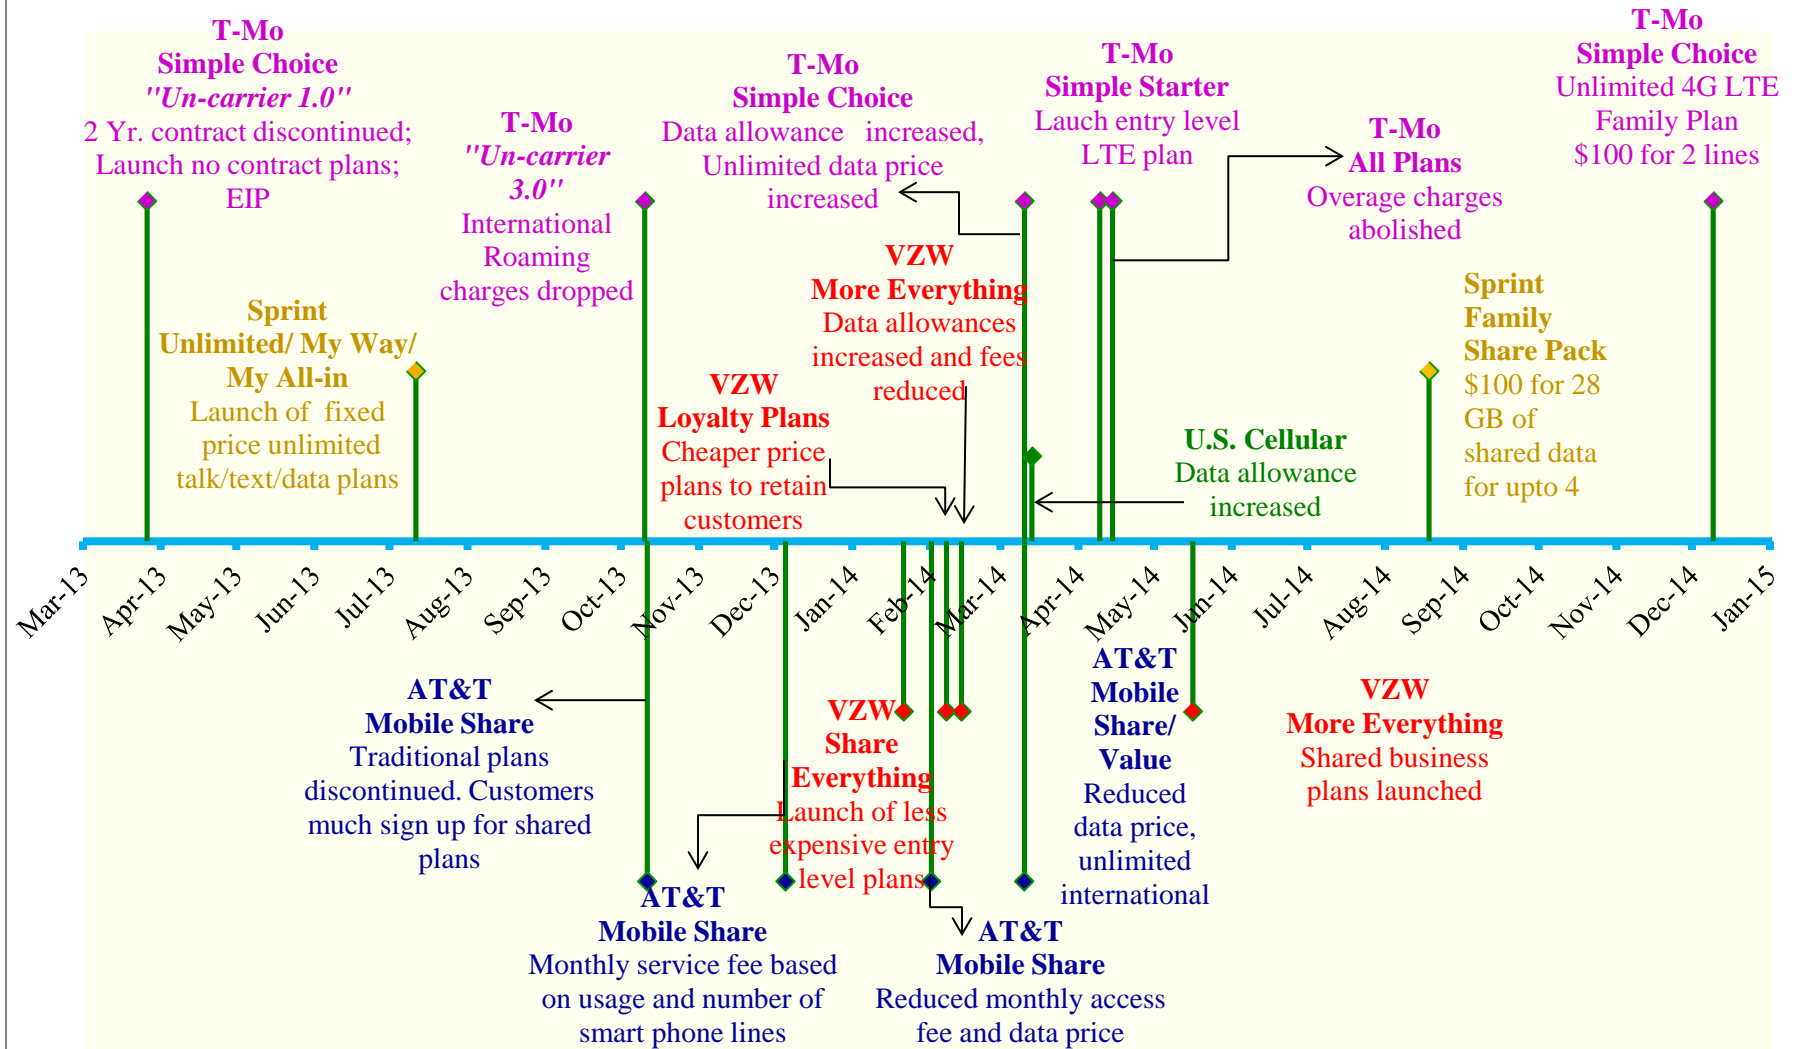 T-Mo
Simple Choice
"Un-carrier 1.0"
2 Yr. contract discontinued;
Launch no contract plans;
EIP
T-Mo
"Un-carrier
3.0"
International
Roaming
charges dropped
T-Mo
Simple Choice
Data allowance increased,
Unlimited data price
increased
T-Mo
Simple Starter
Lauch entry level
LTE plan
T-Mo
All Plans
Overage charges
abolished
T-Mo
Simple Choice
Unlimited 4G LTE
Family Plan
$100 for 2 lines
Sprint
Unlimited/ My Way/
My All-in
Launch of fixed
price unlimited
talk/text/data plans
VZW
Loyalty Plans
Cheaper price
plans to retain
customers
VZW
More Everything
Data allowances
increased and fees
reduced
U.S. Cellular
Data allowance
increased
Sprint
Family
Share Pack
$100 for 28
GB of
shared data
for upto 4
Mar-13
Apr-13
May-13
Jun-13
Jul-13
Aug-13
Sep-13
Oct-13
Nov-13
Dec-13
Jan-14
Feb-14
Mar-14
Apr-14
May-14
Jun-14
Jul-14
Aug-14
Sep-14
Oct-14
Nov-14
Dec-14
Jan-15
AT&T
Mobile Share
Traditional plans
discontinued. Customers
much sign up for shared
plans
AT&T
Mobile Share
Monthly service fee based
on usage and number of
smart phone lines
VZW
Share
Everything
Launch of less
expensive entry
level plans
AT&T
Mobile Share
Reduced monthly access
fee and data price
AT&T
Mobile
Share/
Value
Reduced
data price,
unlimited
international
VZW
More Everything
Shared business
plans launched